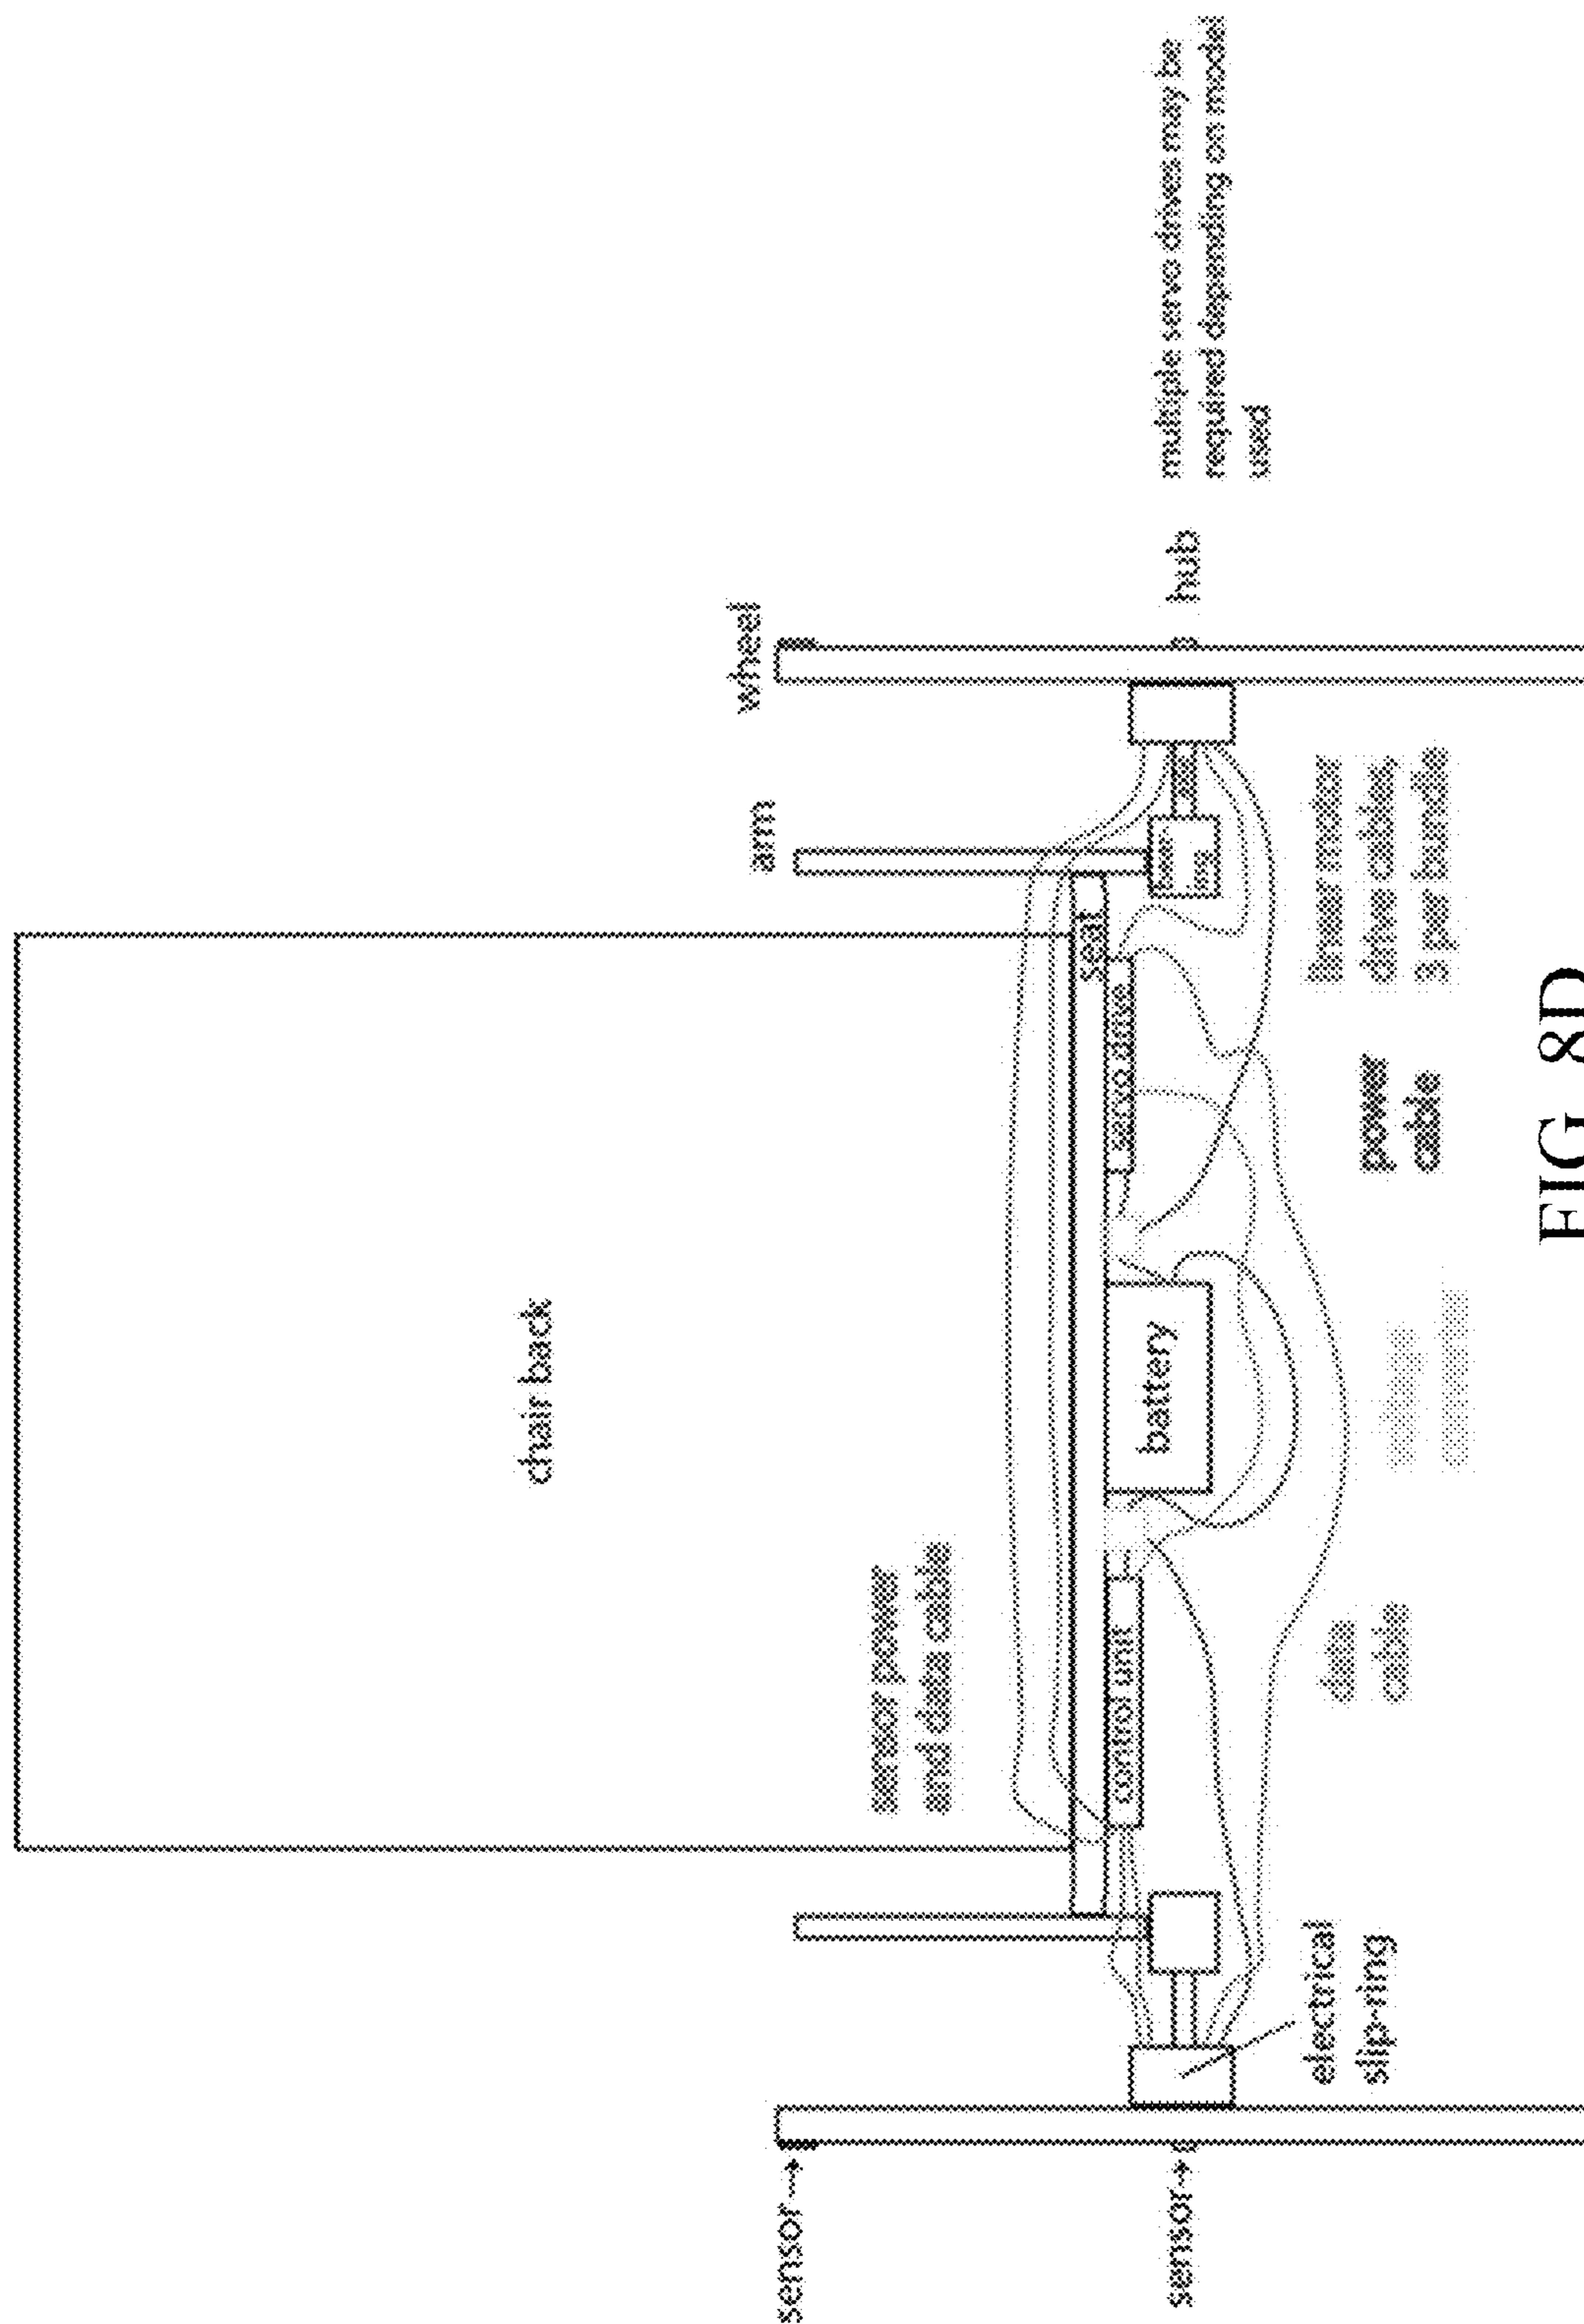 chair back
sensor power
and data cable
arm
wheel
seat
control unit
battery
servo drive
hub
multiple servo drives may be
required depending on model
used
sensor
sensor
electrical
slip-ring
data
cable
power
cable
linear motor
drive cables,
3 per bundle
FIG 8D